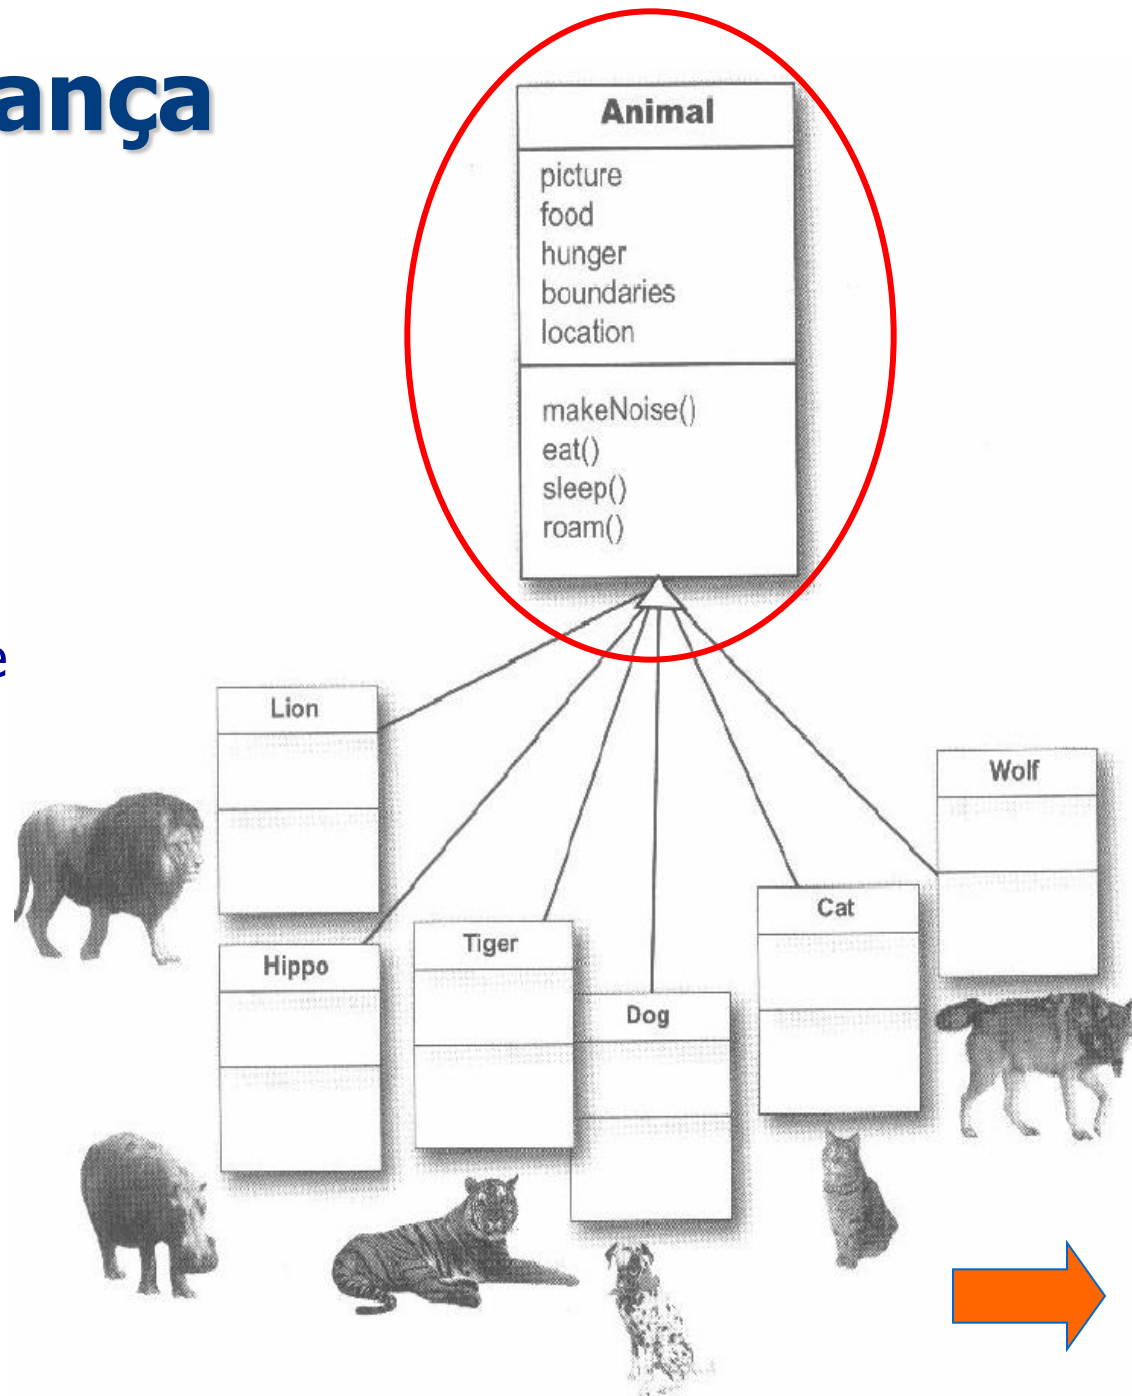 ança
Animal
picture
food
hunger
boundaries
location
makeNoise()
eat()
sleep()
roam()
e
Lion
Wolf
Cat
Tiger
Hippo
Dog